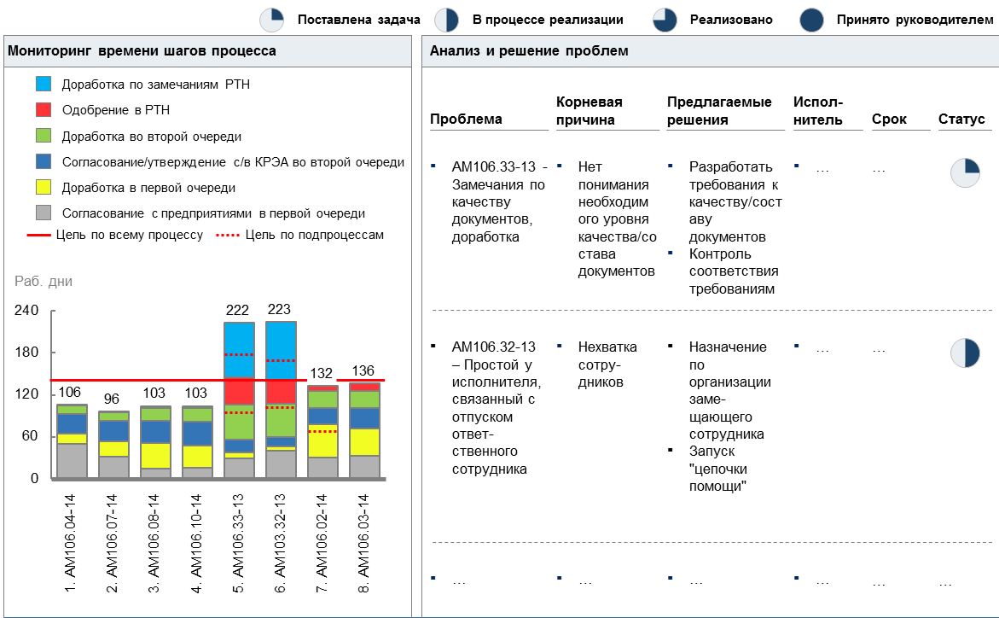 Поставлена задача
В процессе реализации
Реализовано
Принято руководителем
Мониторинг времени шагов процесса
Доработка по замечаниям РТН
Одобрение в РТН
Доработка во второй очереди
Согласование/утверждение с/в КРЭА во второй очереди
Доработка в первой очереди
Согласование с предприятиями в первой очереди
Цель по всему процессу
Цель по подпроцессам
Раб. дни
240
180
120
60
0
106
96
103
103
222
223
132
136
1. АМ106.04-14
2. АМ106.07-14
3. АМ106.08-14
4. АМ106.10-14
5. АМ106.33-13
6. АМ103.32-13
7. АМ106.02-14
8. АМ106.03-14
Анализ и решение проблем
Проблема
Корневая
причина
Предлагаемые
решения
Испол-
нитель
Срок
Статус
▪ АМ106.33-13 -
Замечания по
качеству
документов,
доработка
▪ Нет
понимания
необходим
ого уровня
качества/со
става
документов
▪ Разработать
требования к
качеству/сост
аву
документов
▪ Контроль
соответствия
требованиям
▪ …
…
▪ АМ106.32-13
– Простой у
исполнителя,
связанный с
отпуском
ответ-
ственного
сотрудника
▪ Нехватка
сотру-
дников
▪ Назначение
по
организации
заме-
щающего
сотрудника
▪ Запуск
"цепочки
помощи"
▪ …
…
▪ …
▪ …
▪ …
▪ …
…
…